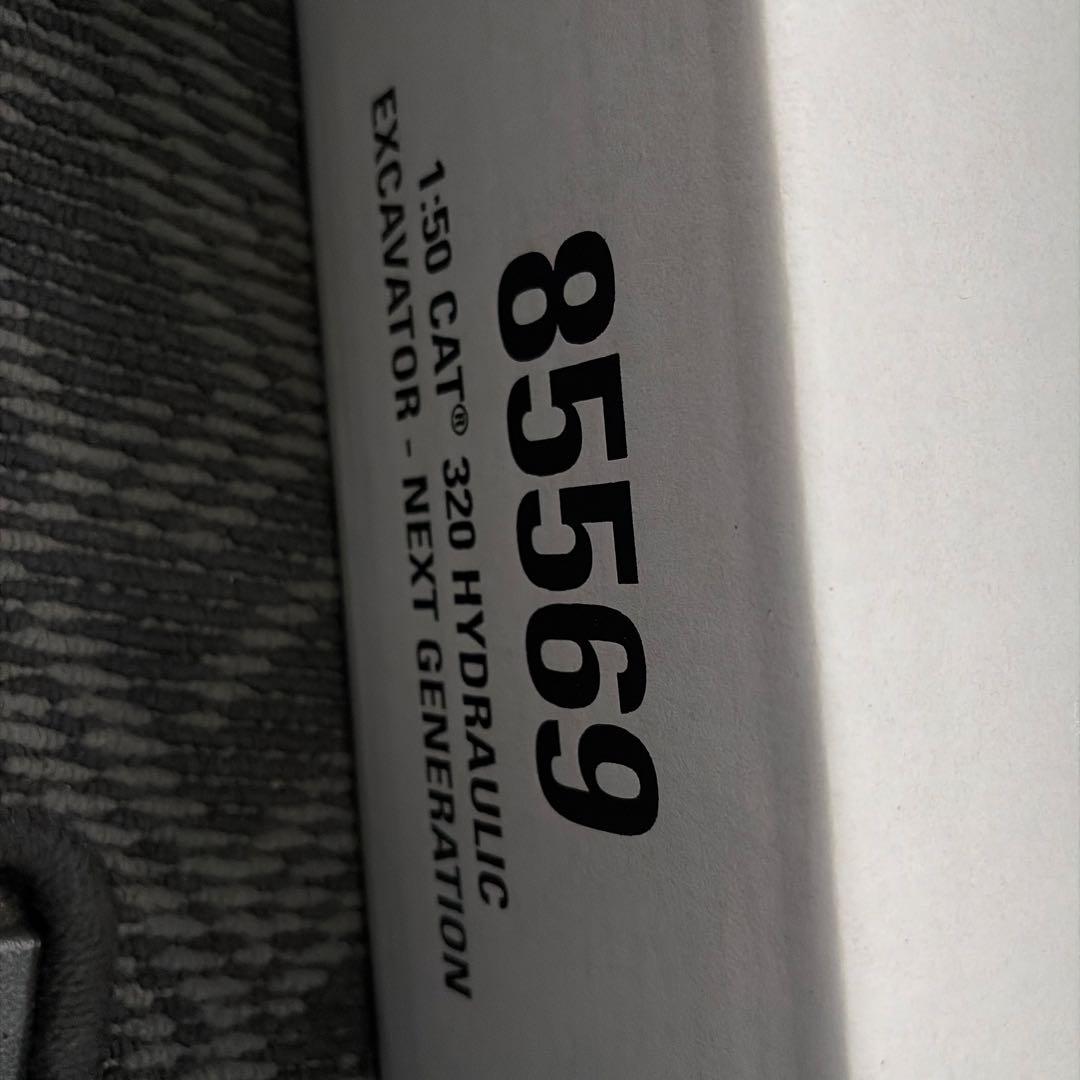 85569
1:50 CAT® 320 HYDRAULIC
EXCAVATOR - NEXT GENERATION